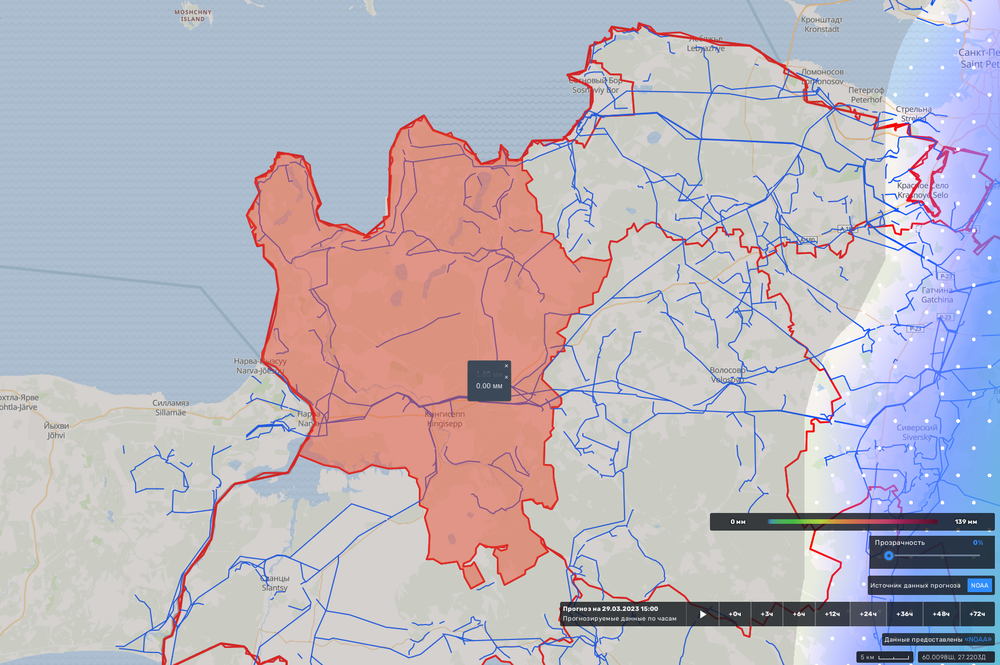 MOSHCHNY
ISLAND
Кронштадт
Kronstadt
Лебяжье
Lebyazhye
Санкт-Пе
Saint Pet
Ломоносов
Lomonosov
Сосновый Бор
Sosnoviy Bor
Петергоф
Peterhof
Стрельна
Strelna
Красное Село
Krasnoye Selo
А-180
А-180
Р-23
Р-23
Гатчина
Gatchina
Р-23
Р-23
Нарва-Йыэсуу
Narva-Jõesuu
1.95 мм
×
×
0.00 мм
Волосово
Volosovo
охтла-Ярве
ohtla-Järve
Силламяэ
Sillamäe
Нарва
Narva
Кингисепп
Kingisepp
Йыхви
Jõhvi
Сиверский
Siversky
0 мм
139 мм
Прозрачность
0%
Сланцы
Slantsy
Источник данных прогноза
NOAA
Прогноз на 29.03.2023 15:00
Прогнозируемые данные по часам
+0ч
+3ч
+6ч
+12ч
+24ч
+36ч
+48ч
+72ч
Данные предоставлены «NOAA»
5 км
60.0098Ш, 27.2203Д